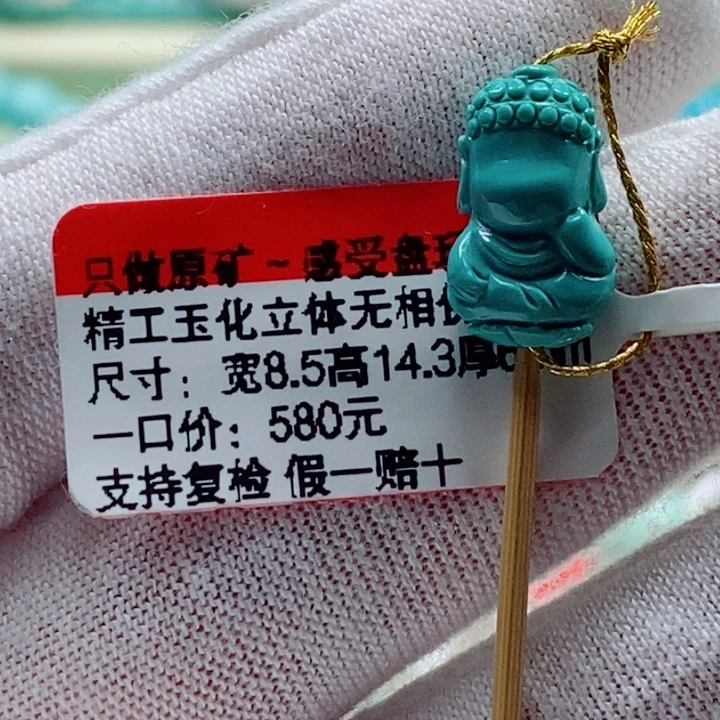 只做原矿~感受盘玩
精工玉化立体无相
尺寸：宽8.5高14.3厚
一口价：580元
支持复检 假一赔十